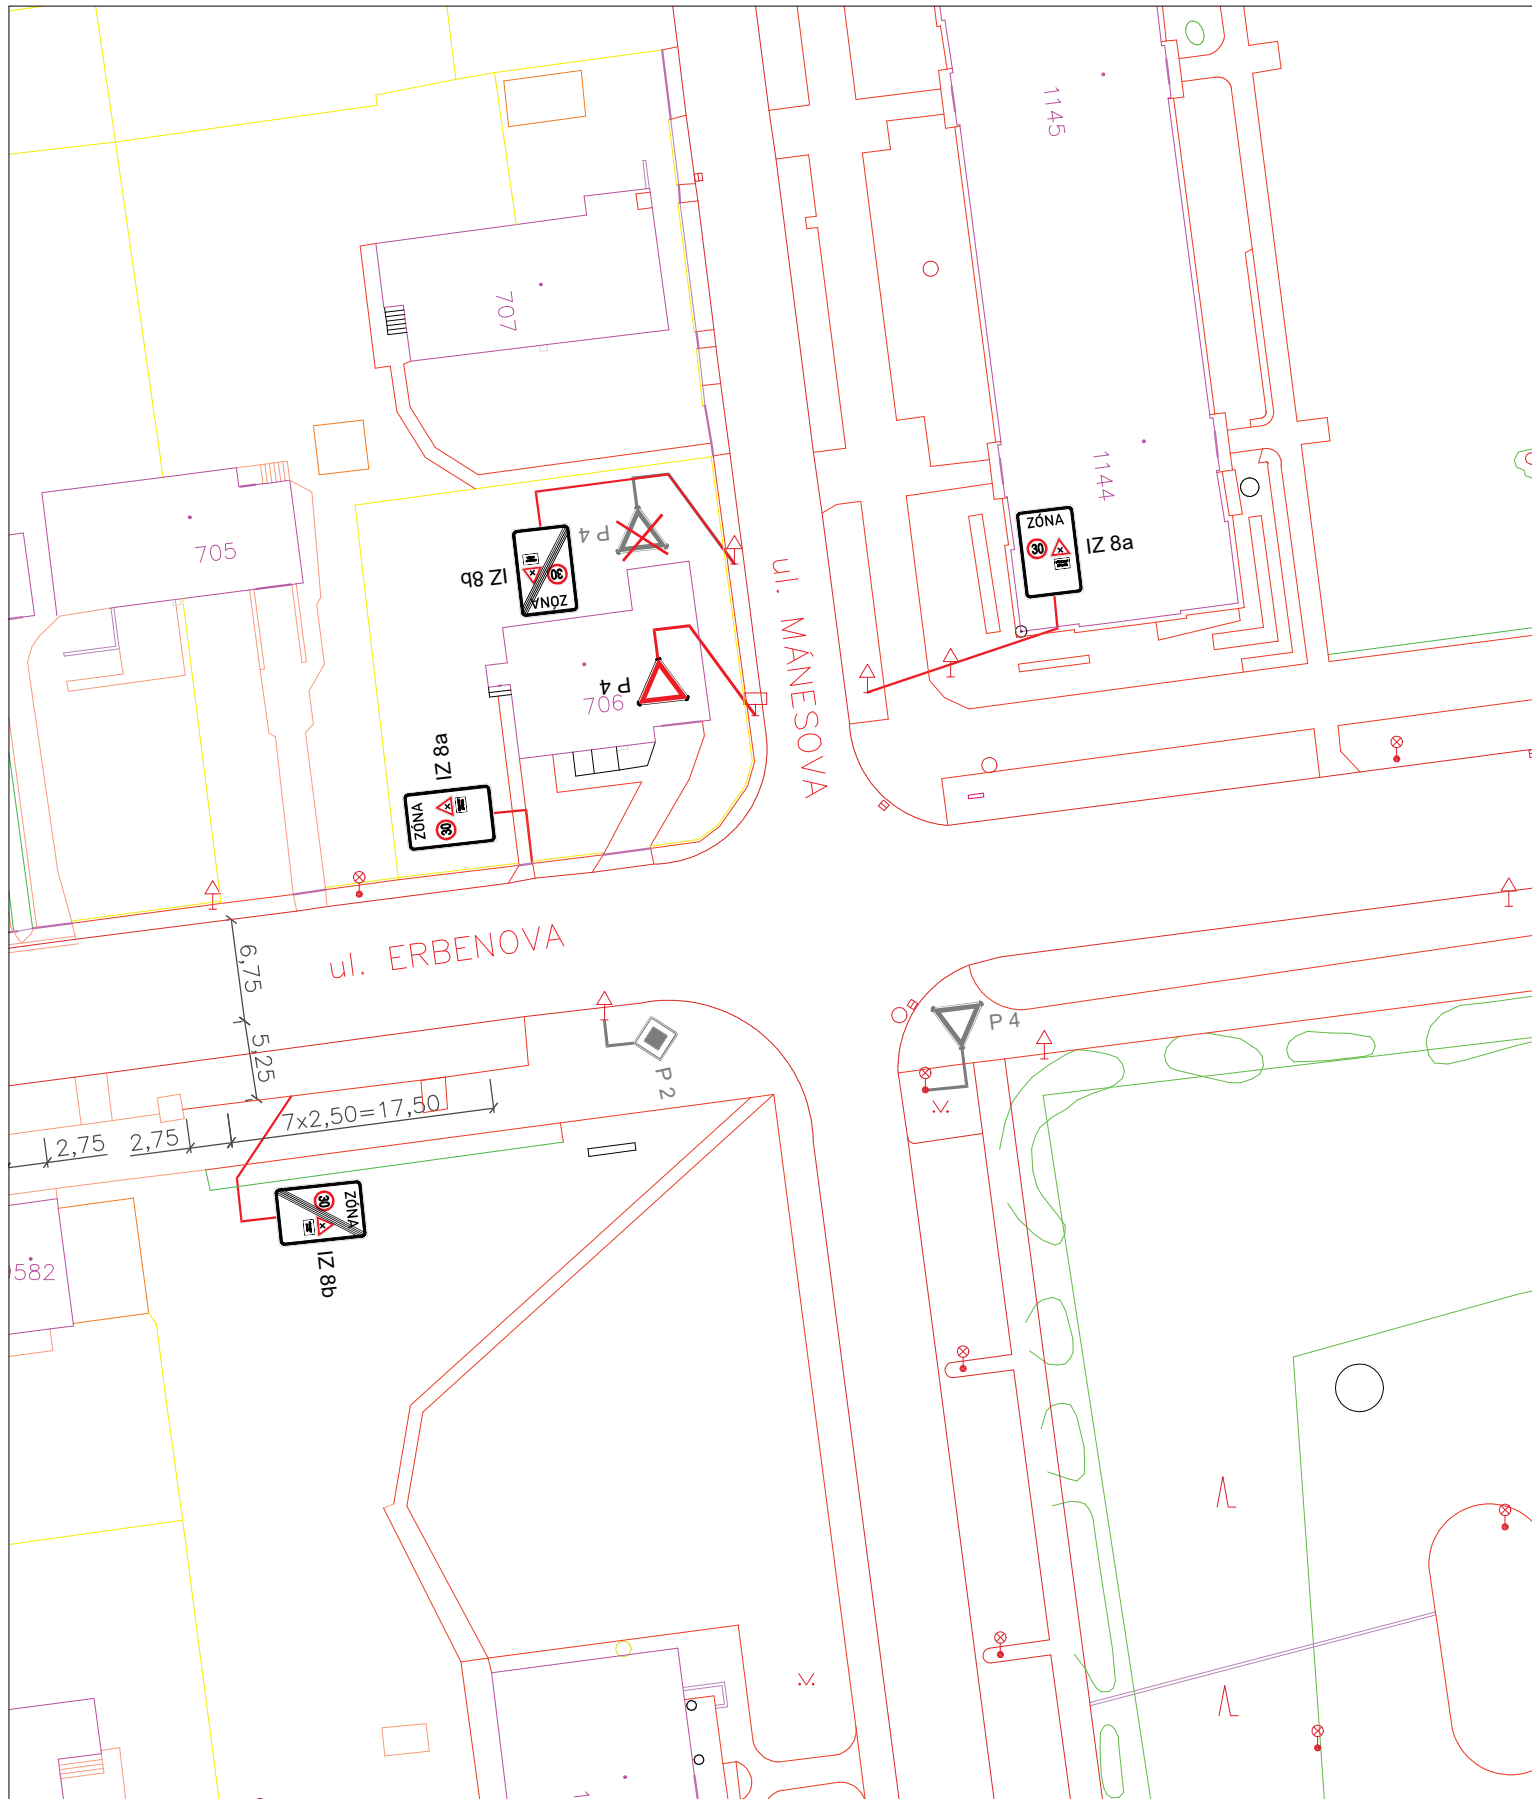 1145
707
1144
705
P 4
IZ 8b
ZÓNA
30
ZÓNA
30
IZ 8a
ul. MÁNESOVA
P 4
706
IZ 8a
ZÓNA
30
ul. ERBENOVA
6,75
5,25
P 4
P 2
7x2,50=17,50
2,75
2,75
ZÓNA
30
IZ 8b
582